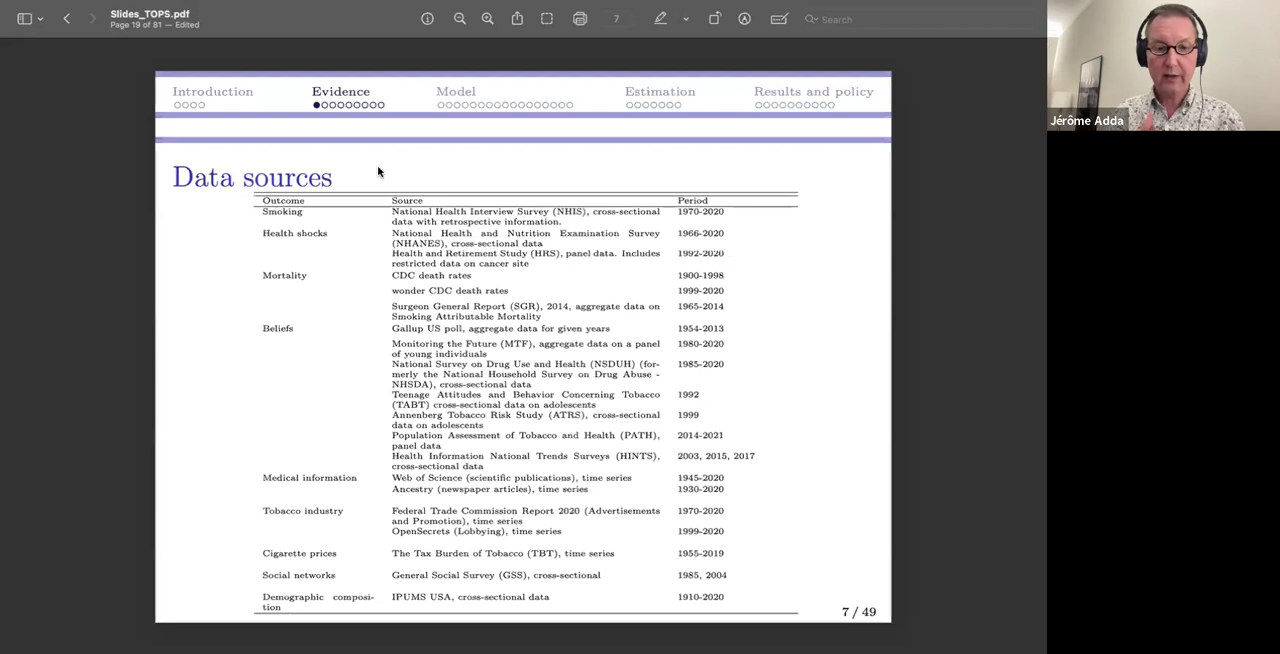 Slides_TOPS.pdf
Page 19 of 81 — Edited
7
Search
Jérôme Adda
Introduction Evidence Model Estimation Results and policy
Data sources
Outcome Source Period
Smoking National Health Interview Survey (NHIS), cross-sectional 1970-2020
data with retrospective information.
Health shocks National Health and Nutrition Examination Survey 1966-2020
(NHANES), cross-sectional data
Health and Retirement Study (HRS), panel data. Includes 1992-2020
restricted data on cancer site
Mortality CDC death rates 1900-1998
wonder CDC death rates 1999-2020
Surgeon General Report (SGR), 2014, aggregate data on 1965-2014
Smoking Attributable Mortality
Beliefs Gallup US poll, aggregate data for given years 1954-2013
Monitoring the Future (MTF), aggregate data on a panel 1980-2020
of young individuals
National Survey on Drug Use and Health (NSDUH) (for- 1985-2020
merly the National Household Survey on Drug Abuse -
NHSDA), cross-sectional data
Teenage Attitudes and Behavior Concerning Tobacco 1992
(TABT) cross-sectional data on adolescents
Annenberg Tobacco Risk Study (ATRS), cross-sectional 1999
data on adolescents
Population Assessment of Tobacco and Health (PATH), 2014-2021
panel data
Health Information National Trends Surveys (HINTS), 2003, 2015, 2017
cross-sectional data
Medical information Web of Science (scientific publications), time series 1945-2020
Ancestry (newspaper articles), time series 1930-2020
Tobacco industry Federal Trade Commission Report 2020 (Advertisements 1970-2020
and Promotion), time series
OpenSecrets (Lobbying), time series 1999-2020
Cigarette prices The Tax Burden of Tobacco (TBT), time series 1955-2019
Social networks General Social Survey (GSS), cross-sectional 1985, 2004
Demographic composi- IPUMS USA, cross-sectional data 1910-2020
tion
7 / 49